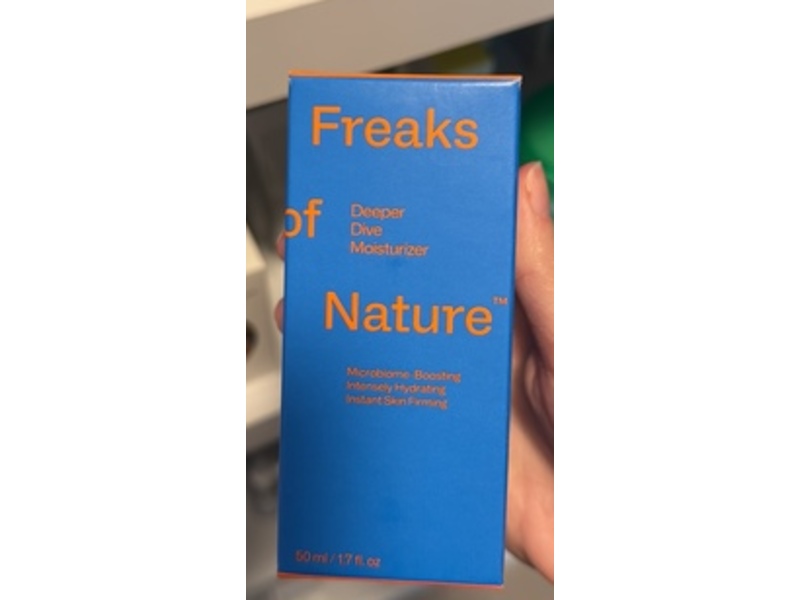 Freaks
of
Deeper
Dive
Moisturizer
Nature™
Microbiome-Boosting
Intensely Hydrating
Instant Skin Firming
50 ml / 1.7 fl. oz